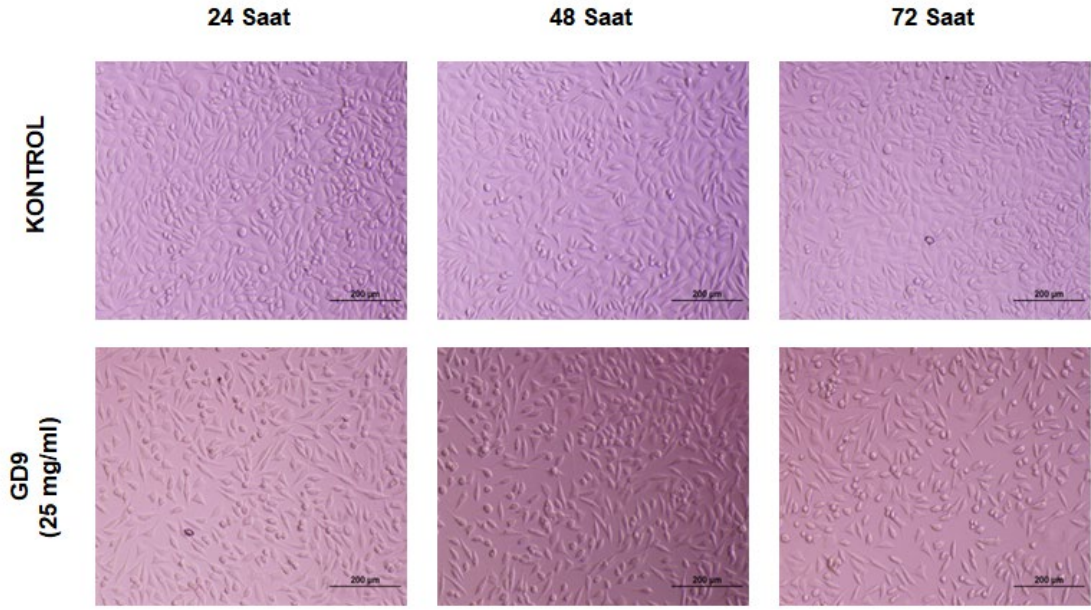 24 Saat
48 Saat
72 Saat
KONTROL
200 µm
200 µm
200 µm
GD9
(25 mg/ml)
200 µm
200 µm
200 µm